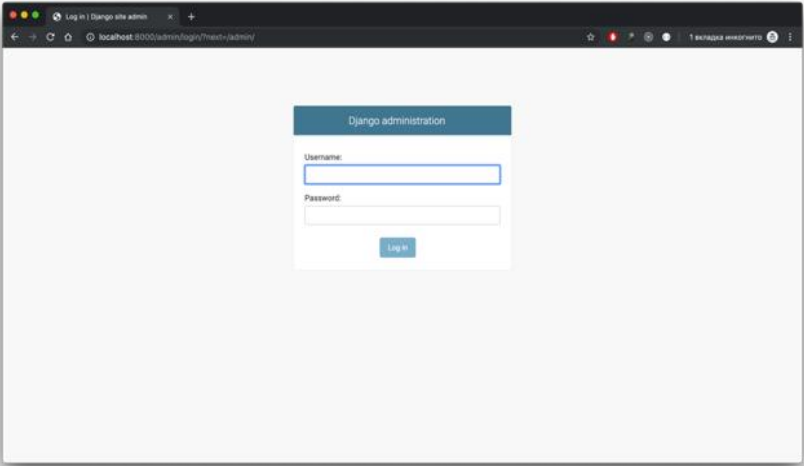 Log in | Django site admin
localhost:8000/admin/login/?next=/admin/
1 вкладка инкогнито
Django administration
Username:
Password:
Log in